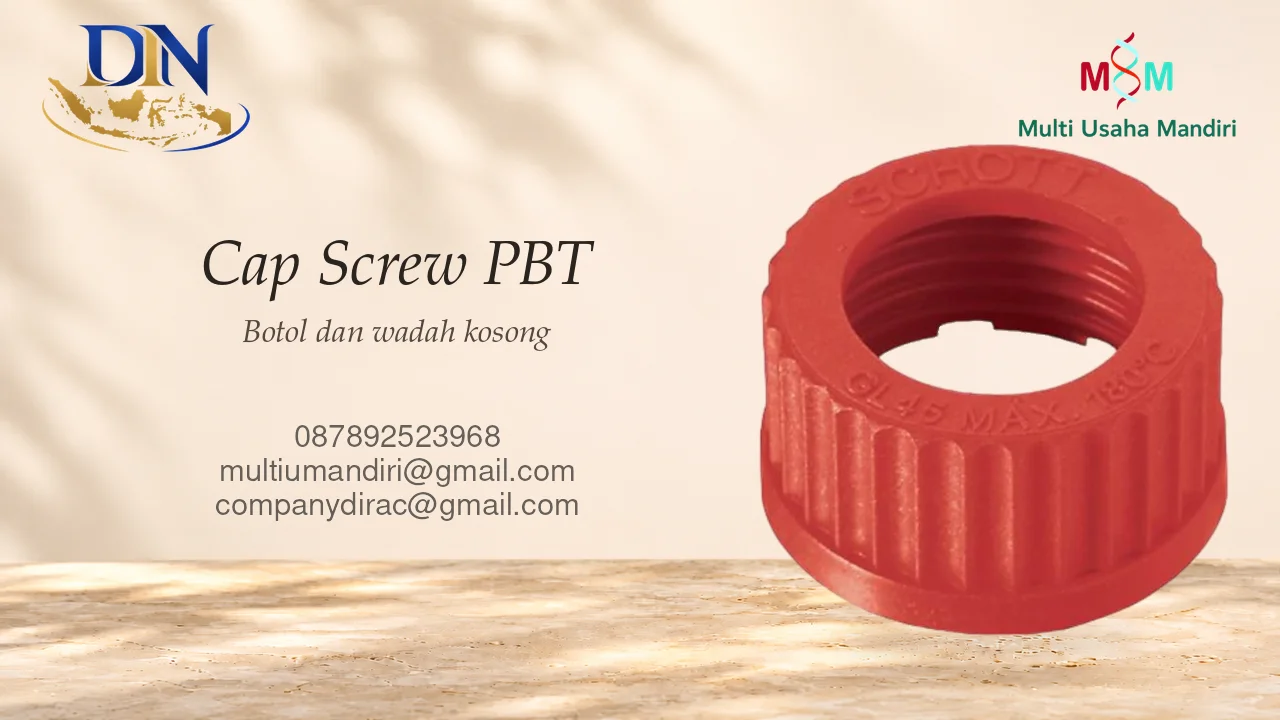 DN
M M
Multi Usaha Mandiri
SCHOTT
Cap Screw PBT
Botol dan wadah kosong
GL45 MAX. 180°C
087892523968
multiumandiri@gmail.com
companydirac@gmail.com